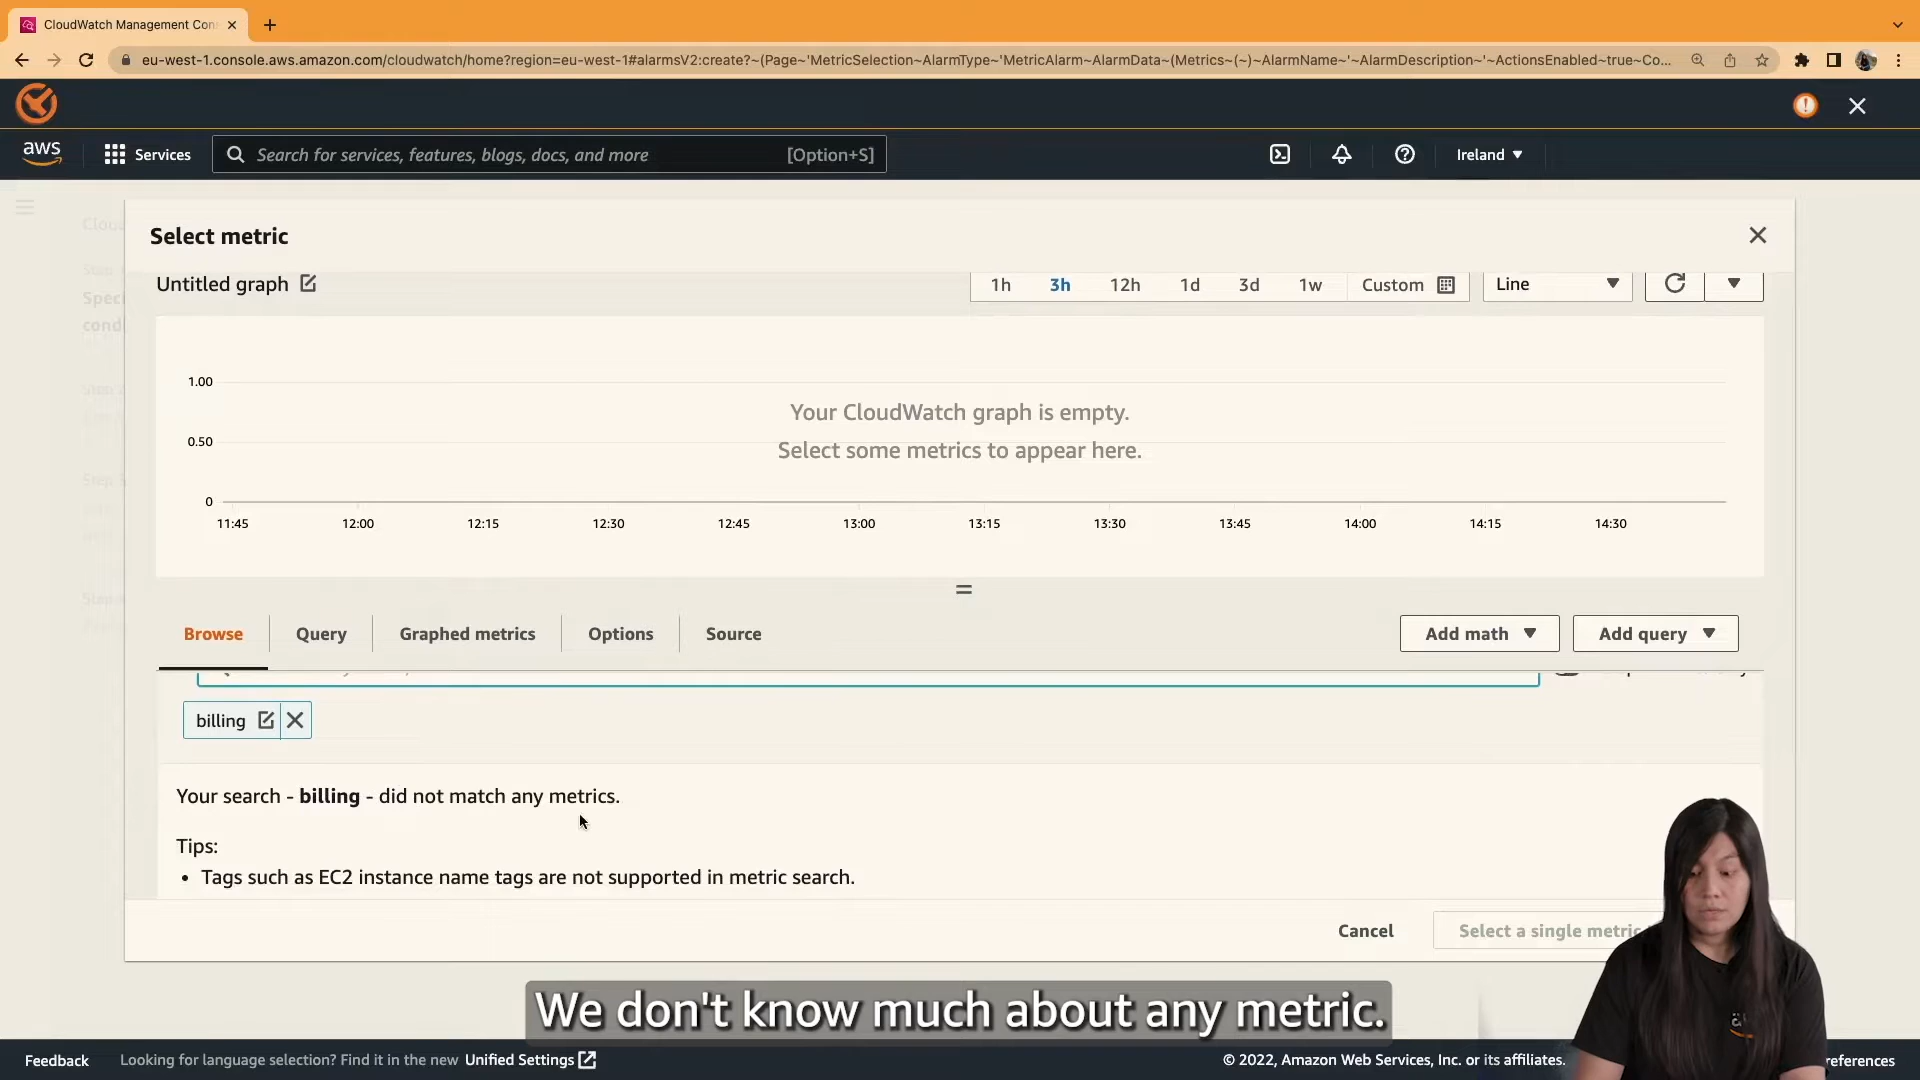 CloudWatch Management Con
eu-west-1.console.aws.amazon.com/cloudwatch/home?region=eu-west-1#alarmsV2:create?~(Page~'MetricSelection~AlarmType~'MetricAlarm~AlarmData~(Metrics~(~)~AlarmName~'~AlarmDescription~'~ActionsEnabled~true~Co...
aws
Services
Search for services, features, blogs, docs, and more
[Option+S]
Ireland
Select metric
Untitled graph
1h 3h 12h 1d 3d 1w Custom
Line
Your CloudWatch graph is empty.
Select some metrics to appear here.
1.00
0.50
0
11:45 12:00 12:15 12:30 12:45 13:00 13:15 13:30 13:45 14:00 14:15 14:30
Browse
Query
Graphed metrics
Options
Source
Add math
Add query
billing
Your search - billing - did not match any metrics.
Tips:
• Tags such as EC2 instance name tags are not supported in metric search.
Cancel
Select a single metric
We don't know much about any metric.
Feedback
Looking for language selection? Find it in the new Unified Settings
© 2022, Amazon Web Services, Inc. or its affiliates.
references